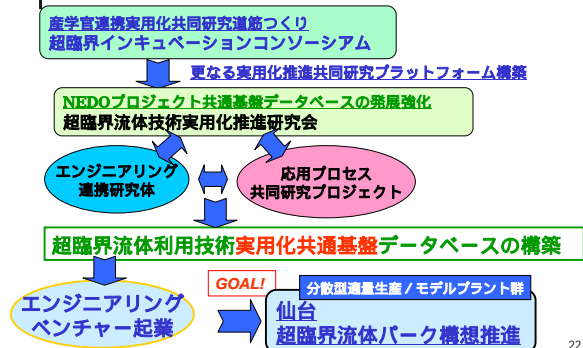 産学官連携実用化共同研究道筋つくり
超臨界インキュベーションコンソーシアム
更なる実用化推進共同研究プラットフォーム構築
NEDOプロジェクト共通基盤データベースの発展強化
超臨界流体技術実用化推進研究会
エンジニアリング
連携研究体
応用プロセス
共同研究プロジェクト
超臨界流体利用技術実用化共通基盤データベースの構築
GOAL!
エンジニアリング
ベンチャー起業
分散型適量生産/モデルプラント群
仙台
超臨界流体パーク構想推進
22